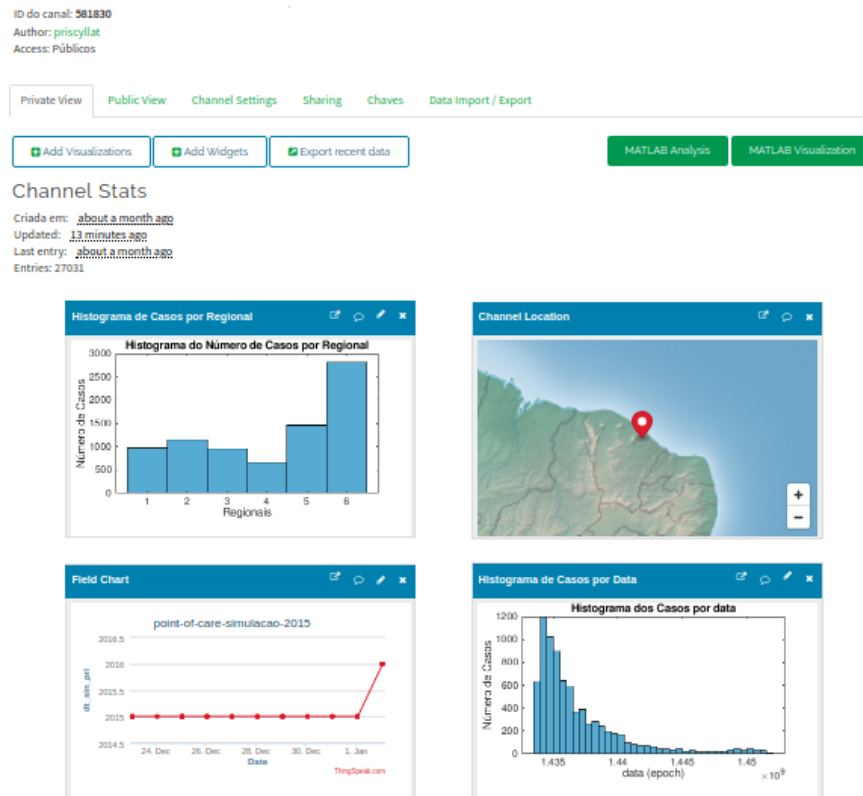 ID do canal: 581830
Author: priscyllat
Access: Públicos
Private View Public View Channel Settings Sharing Chaves Data Import / Export
Add Visualizations Add Widgets Export recent data MATLAB Analysis MATLAB Visualization
Channel Stats
Criada em: about a month ago
Updated: 13 minutes ago
Last entry: about a month ago
Entries: 27031
Histograma de Casos por Regional
Histograma do Número de Casos por Regional
3000
2500
2000
1500
1000
500
0
Número de Casos
1 2 3 4 5 6
Regionais
Channel Location
+
−
Field Chart
point-of-care-simulacao-2015
2016.5
2016
2015.5
2015
2014.5
dt_sin_pri
24. Dec 26. Dec 28. Dec 30. Dec 1. Jan
Date
ThingSpeak.com
Histograma de Casos por Data
Histograma dos Casos por data
1200
1000
800
600
400
200
0
Número de Casos
1.435 1.44 1.445 1.45
data (epoch) ×10⁹